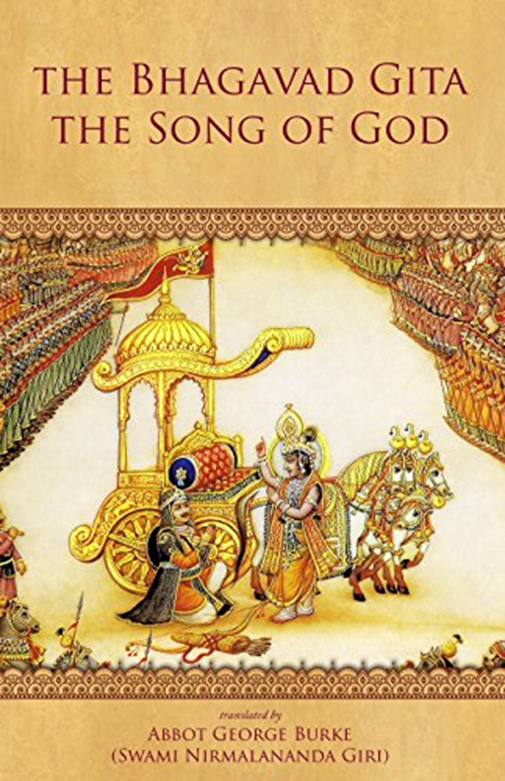 THE BHAGAVAD GITA
THE SONG OF GOD
translated by
ABBOT GEORGE BURKE
(SWAMI NIRMALANANDA GIRI)